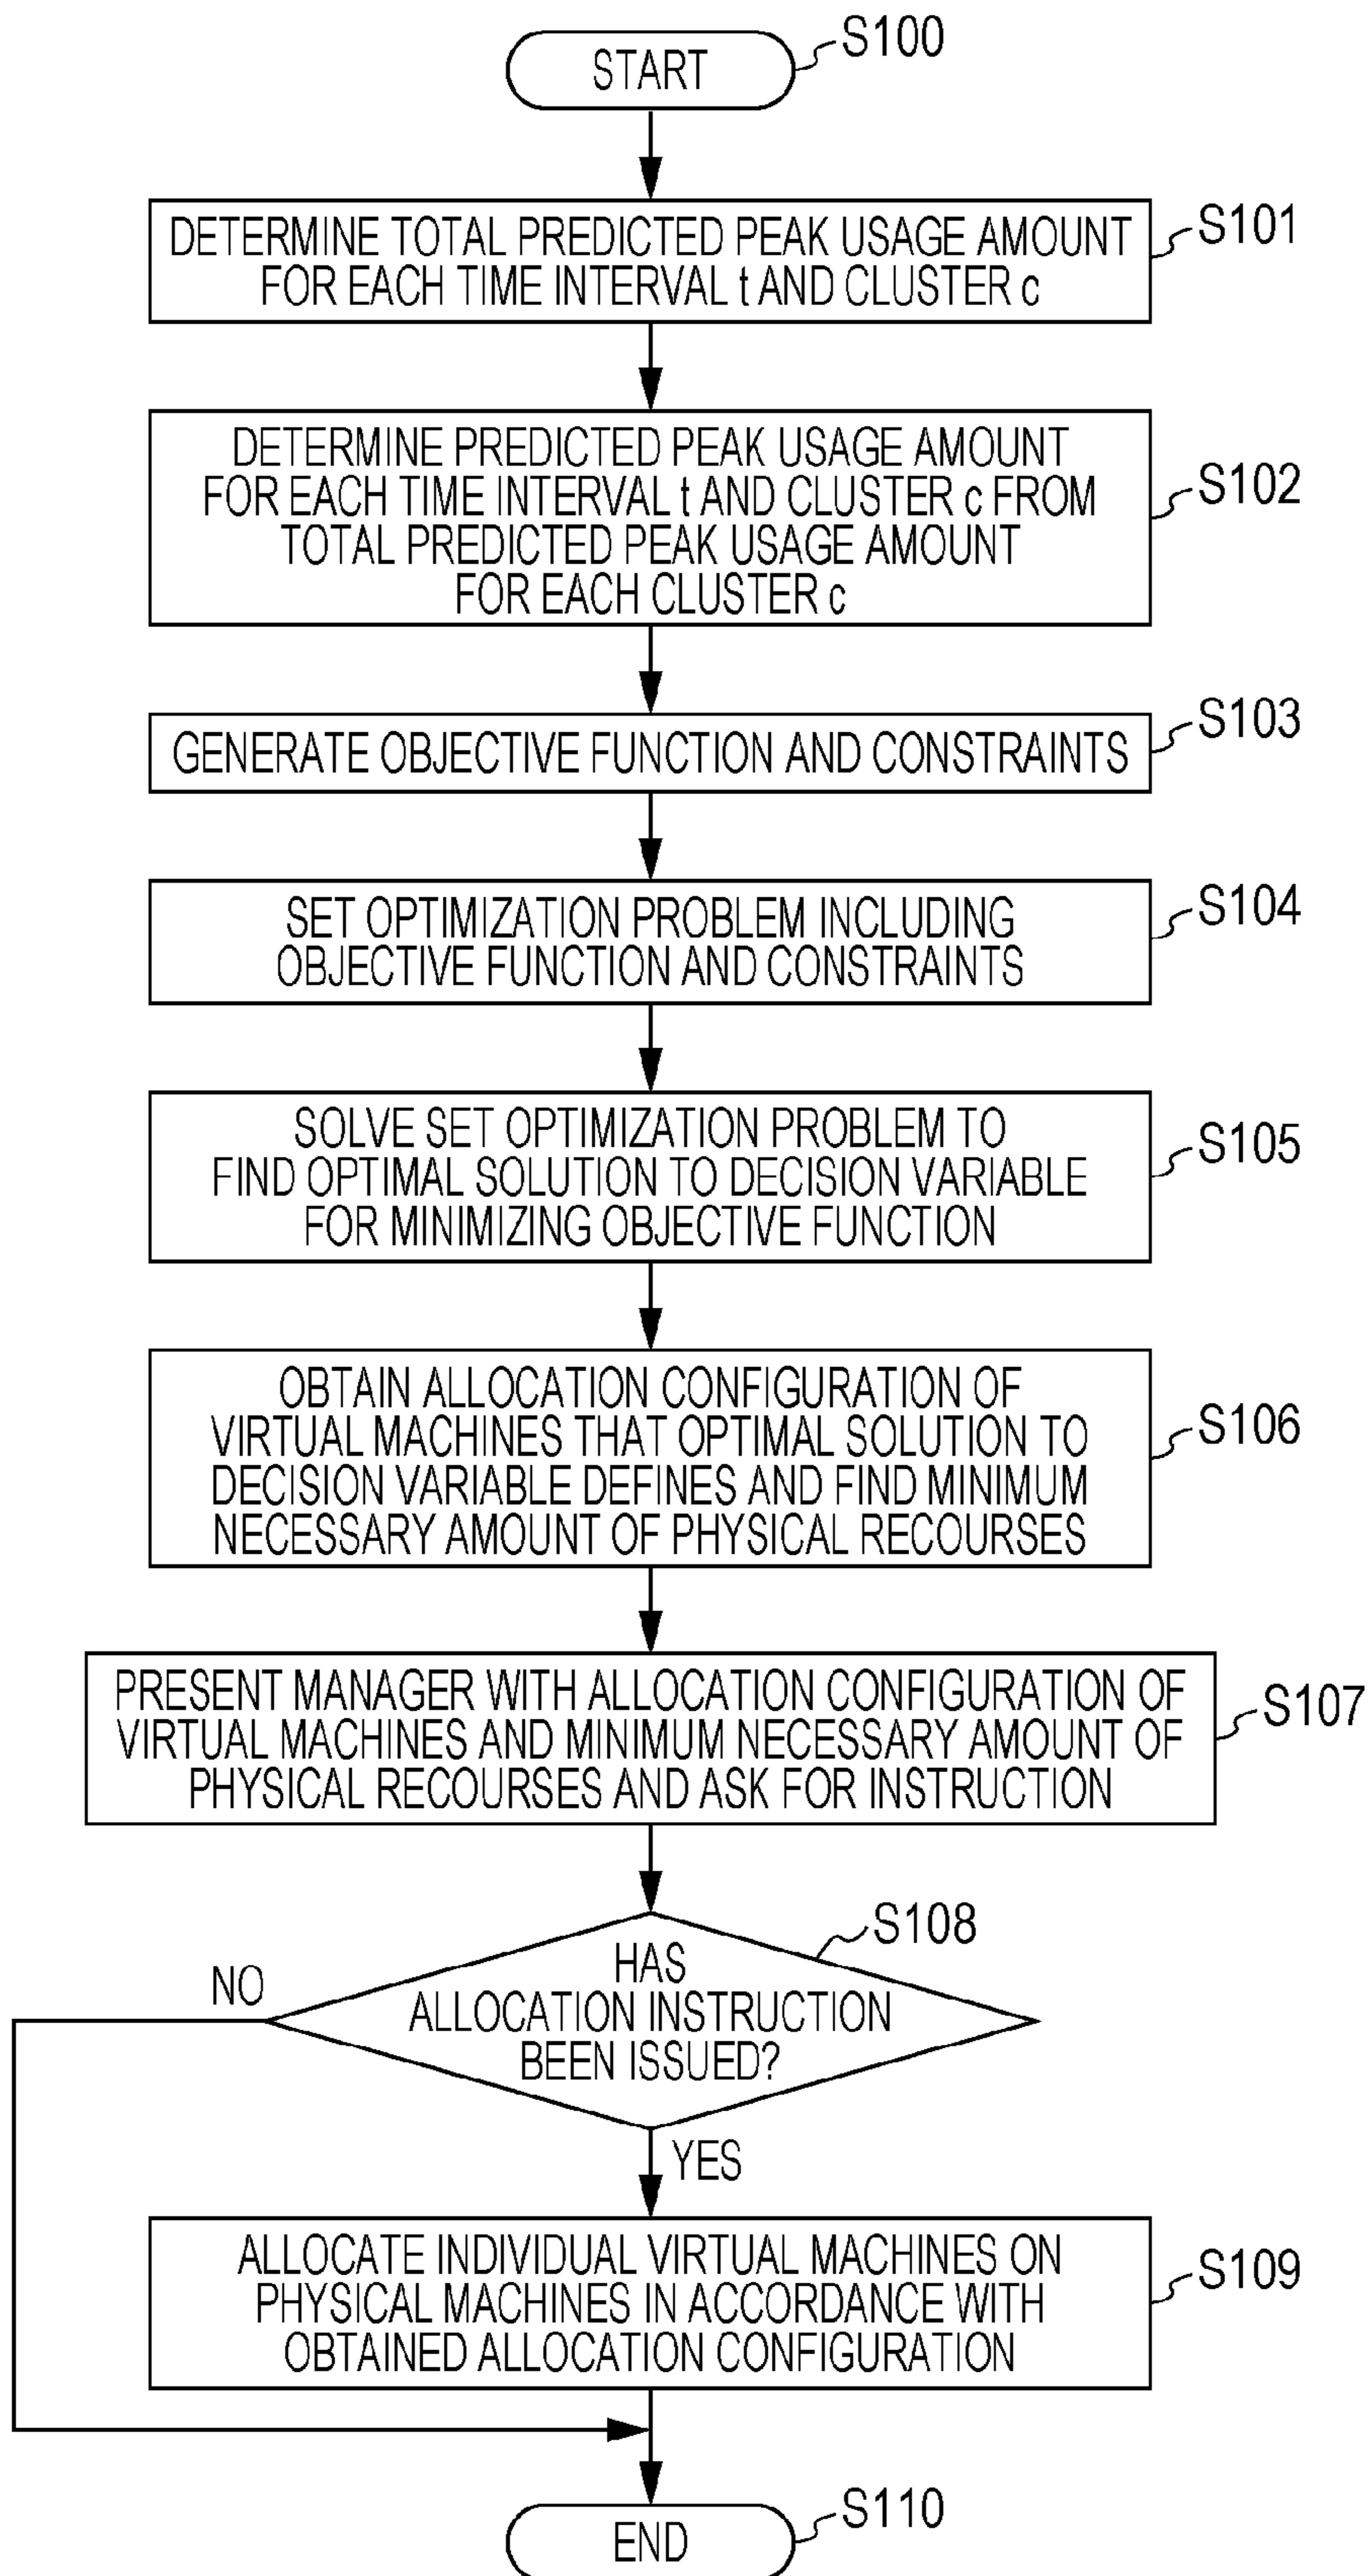 START
S100
DETERMINE TOTAL PREDICTED PEAK USAGE AMOUNT
FOR EACH TIME INTERVAL t AND CLUSTER c
S101
DETERMINE PREDICTED PEAK USAGE AMOUNT
FOR EACH TIME INTERVAL t AND CLUSTER c FROM
TOTAL PREDICTED PEAK USAGE AMOUNT
FOR EACH CLUSTER c
S102
GENERATE OBJECTIVE FUNCTION AND CONSTRAINTS
S103
SET OPTIMIZATION PROBLEM INCLUDING
OBJECTIVE FUNCTION AND CONSTRAINTS
S104
SOLVE SET OPTIMIZATION PROBLEM TO
FIND OPTIMAL SOLUTION TO DECISION VARIABLE
FOR MINIMIZING OBJECTIVE FUNCTION
S105
OBTAIN ALLOCATION CONFIGURATION OF
VIRTUAL MACHINES THAT OPTIMAL SOLUTION TO
DECISION VARIABLE DEFINES AND FIND MINIMUM
NECESSARY AMOUNT OF PHYSICAL RECOURSES
S106
PRESENT MANAGER WITH ALLOCATION CONFIGURATION OF
VIRTUAL MACHINES AND MINIMUM NECESSARY AMOUNT OF
PHYSICAL RECOURSES AND ASK FOR INSTRUCTION
S107
HAS
ALLOCATION INSTRUCTION
BEEN ISSUED?
S108
NO
YES
ALLOCATE INDIVIDUAL VIRTUAL MACHINES ON
PHYSICAL MACHINES IN ACCORDANCE WITH
OBTAINED ALLOCATION CONFIGURATION
S109
END
S110